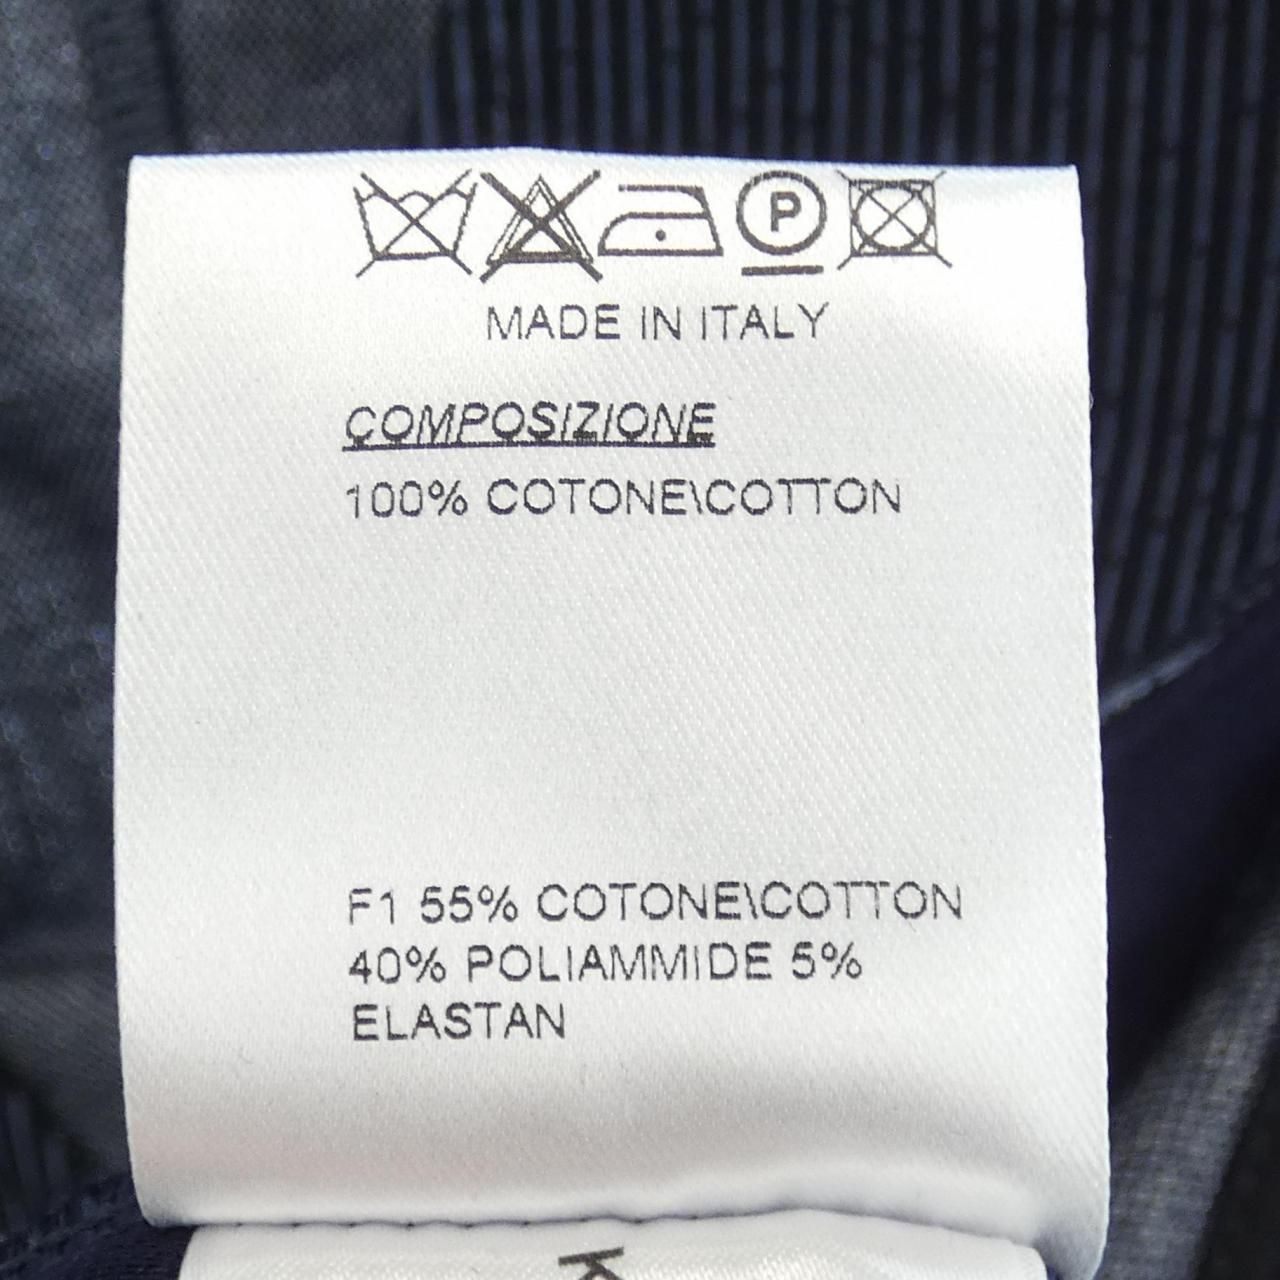 P
MADE IN ITALY
COMPOSIZIONE
100% COTONE\COTTON
F1 55% COTONE\COTTON
40% POLIAMMIDE 5%
ELASTAN
K